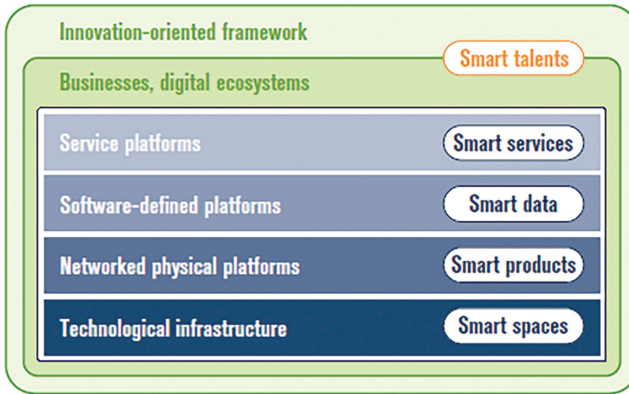 Innovation-oriented framework
Smart talents
Businesses, digital ecosystems
Service platforms
Smart services
Software-defined platforms
Smart data
Networked physical platforms
Smart products
Technological infrastructure
Smart spaces